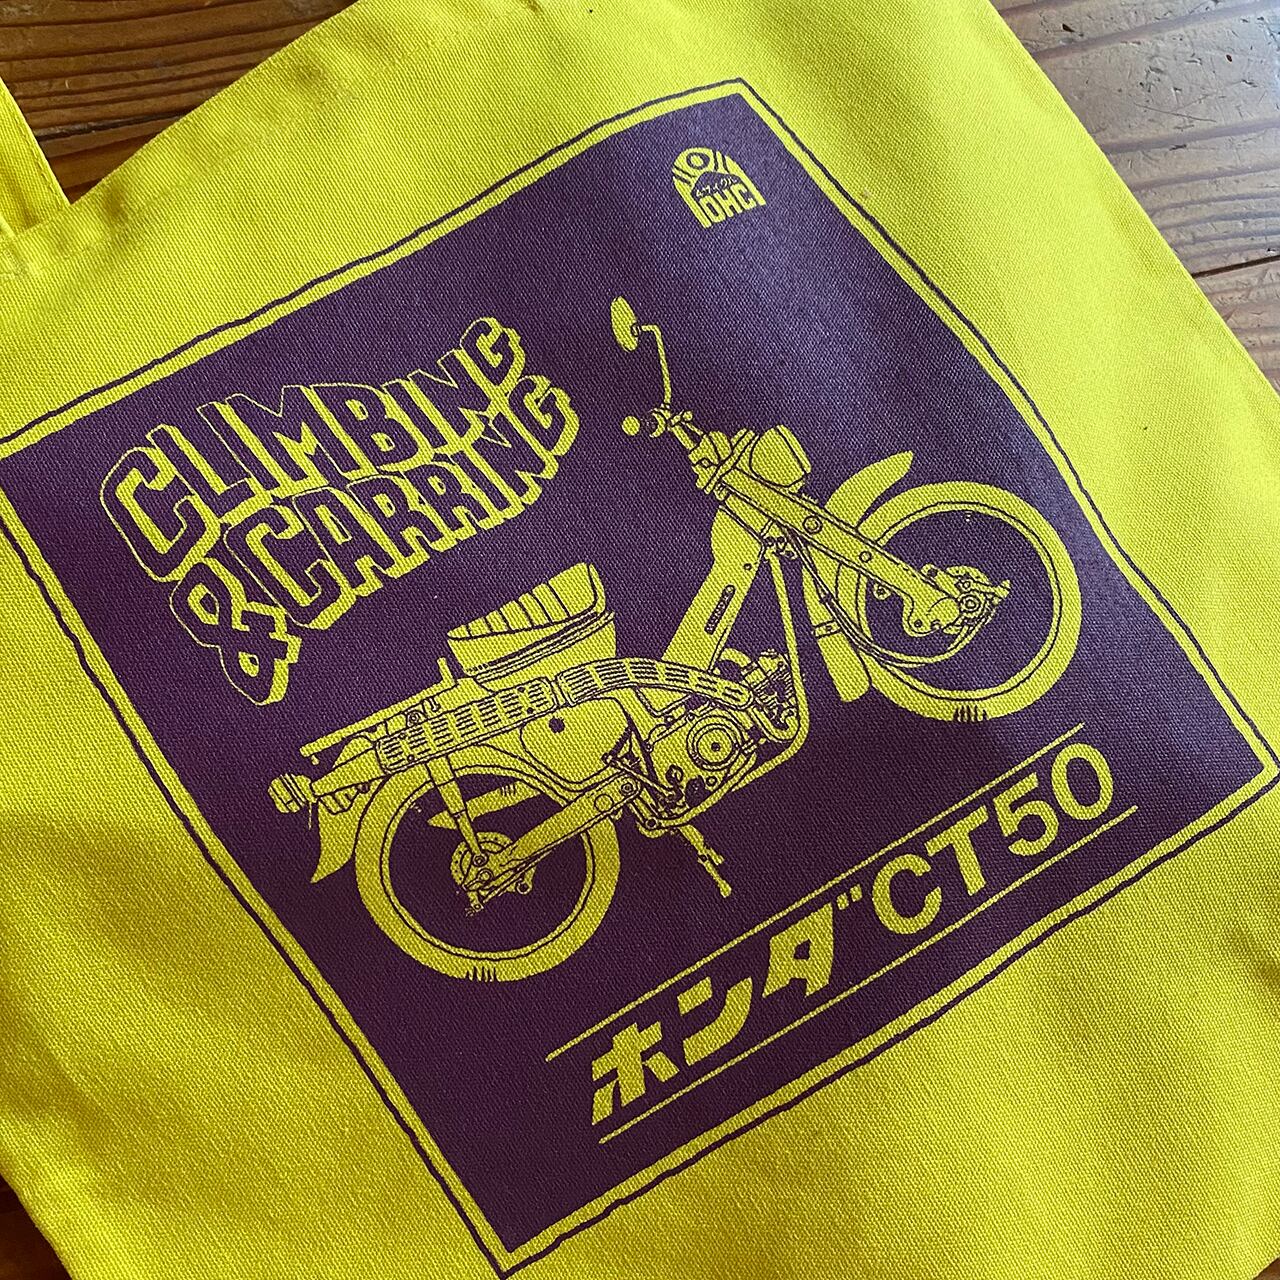 OHC
CLIMBING
&CARRING
ホンダCT50